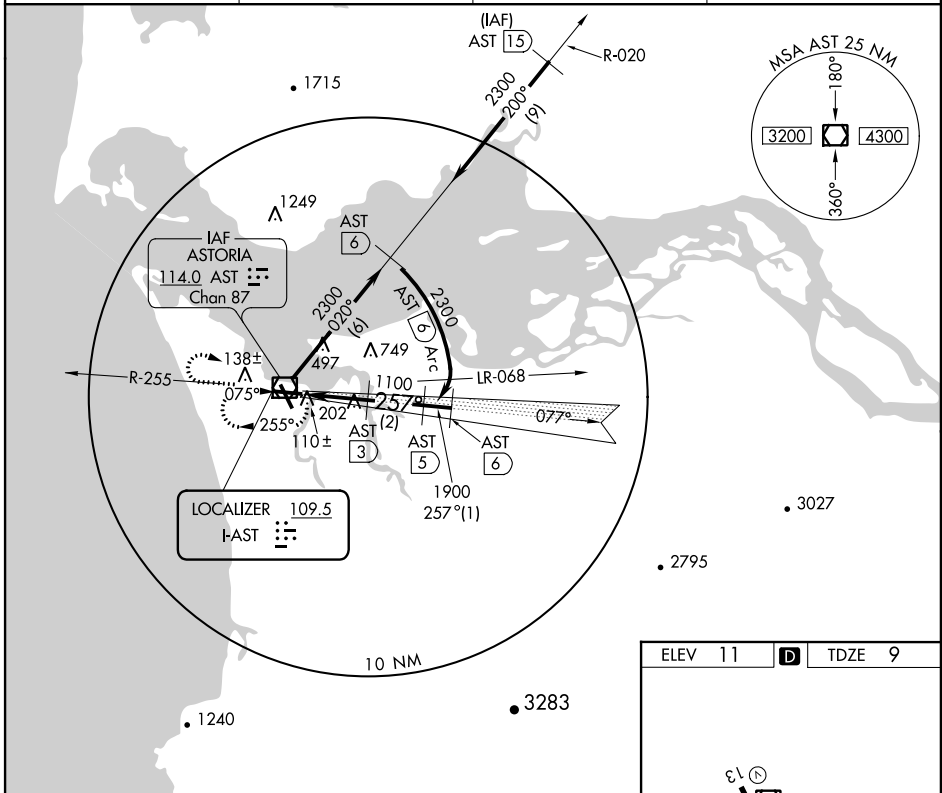 (IAF)
AST 15
R-020
2300
200°
(9)
MSA AST 25 NM
180°
3200
4300
360°
1715
1249
AST
6
IAF
ASTORIA
114.0 AST
Chan 87
2300
020°
(6)
2300
AST 6 Arc
497
749
138±
R-255
075°
1100
LR-068
257°
(2)
077°
255°
202
110±
AST
3
AST
5
AST
6
1900
257°(1)
LOCALIZER 109.5
I-AST
3027
2795
10 NM
3283
1240
ELEV 11
D
TDZE 9
V
13